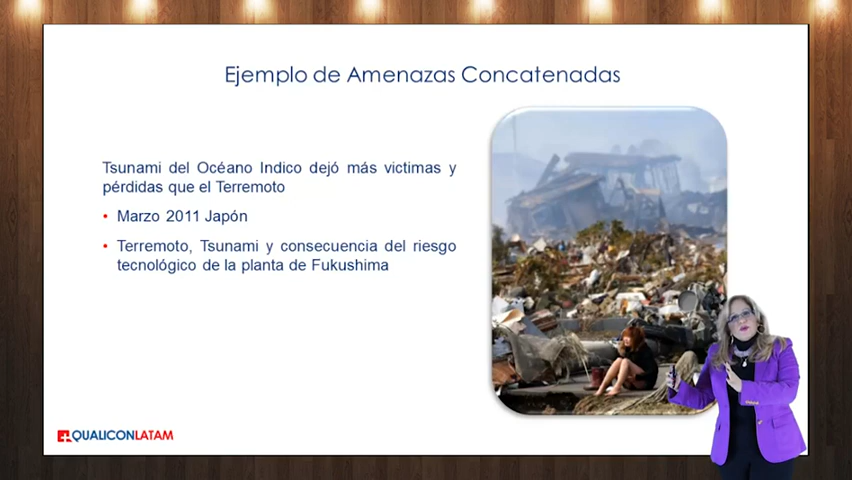 Ejemplo de Amenazas Concatenadas
Tsunami del Océano Indico dejó más victimas y
pérdidas que el Terremoto
• Marzo 2011 Japón
• Terremoto, Tsunami y consecuencia del riesgo
tecnológico de la planta de Fukushima
QUALICONLATAM